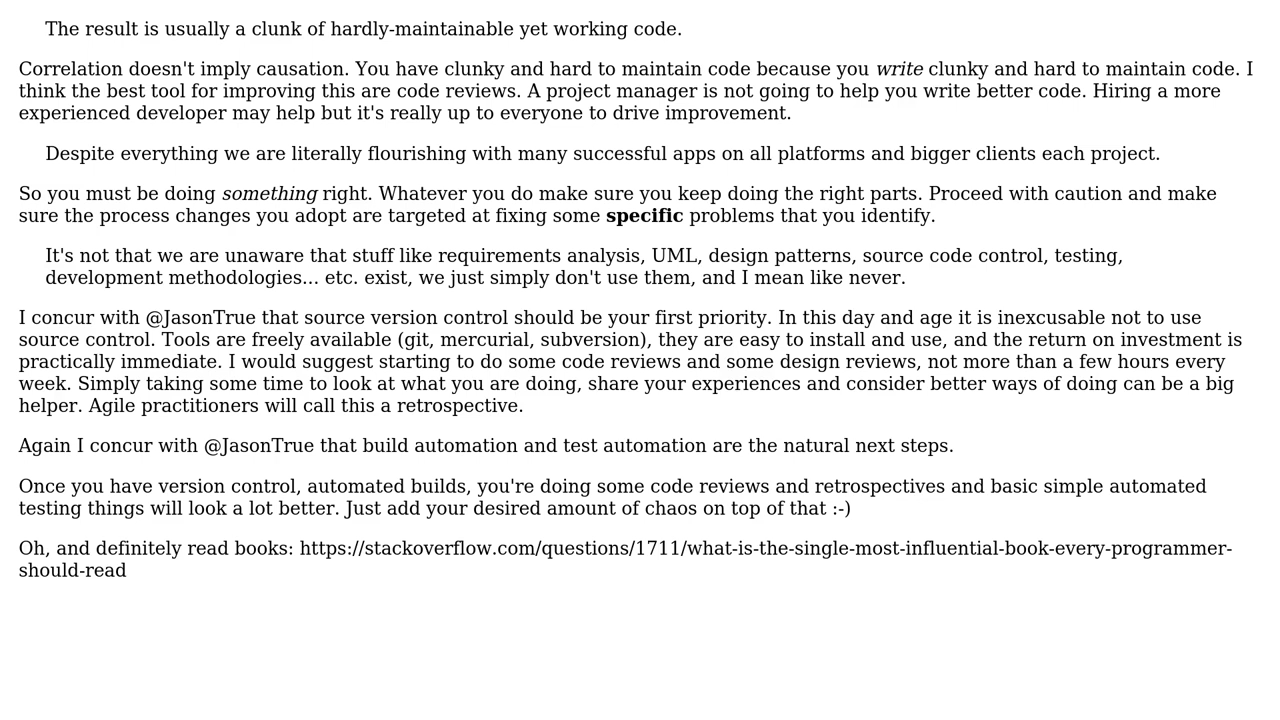 The result is usually a clunk of hardly-maintainable yet working code.
Correlation doesn't imply causation. You have clunky and hard to maintain code because you write clunky and hard to maintain code. I
think the best tool for improving this are code reviews. A project manager is not going to help you write better code. Hiring a more
experienced developer may help but it's really up to everyone to drive improvement.
Despite everything we are literally flourishing with many successful apps on all platforms and bigger clients each project.
So you must be doing something right. Whatever you do make sure you keep doing the right parts. Proceed with caution and make
sure the process changes you adopt are targeted at fixing some specific problems that you identify.
It's not that we are unaware that stuff like requirements analysis, UML, design patterns, source code control, testing,
development methodologies... etc. exist, we just simply don't use them, and I mean like never.
I concur with @JasonTrue that source version control should be your first priority. In this day and age it is inexcusable not to use
source control. Tools are freely available (git, mercurial, subversion), they are easy to install and use, and the return on investment is
practically immediate. I would suggest starting to do some code reviews and some design reviews, not more than a few hours every
week. Simply taking some time to look at what you are doing, share your experiences and consider better ways of doing can be a big
helper. Agile practitioners will call this a retrospective.
Again I concur with @JasonTrue that build automation and test automation are the natural next steps.
Once you have version control, automated builds, you're doing some code reviews and retrospectives and basic simple automated
testing things will look a lot better. Just add your desired amount of chaos on top of that :-)
Oh, and definitely read books: https://stackoverflow.com/questions/1711/what-is-the-single-most-influential-book-every-programmer-
should-read